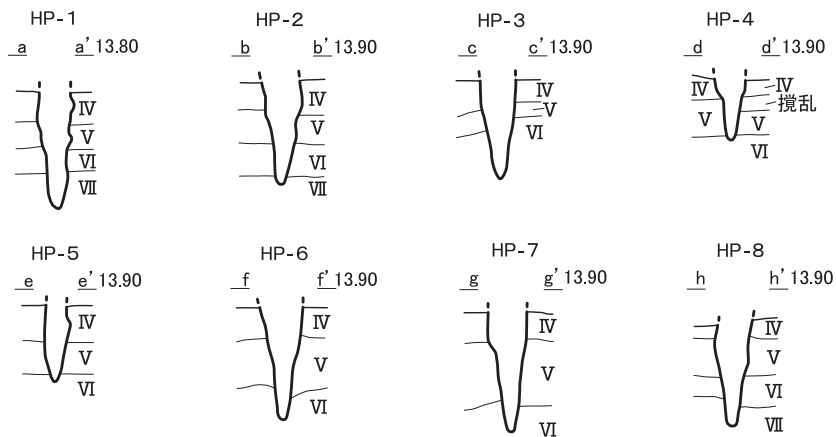 HP-1
a a' 13.80
IV
V
VI
VII
HP-2
b b' 13.90
IV
V
VI
VII
HP-3
c c' 13.90
IV
V
VI
HP-4
d d' 13.90
IV IV
撹乱
V V
VI
HP-5
e e' 13.90
IV
V
VI
HP-6
f f' 13.90
IV
V
VI
HP-7
g g' 13.90
IV
V
VI
HP-8
h h' 13.90
IV
V
VI
VII